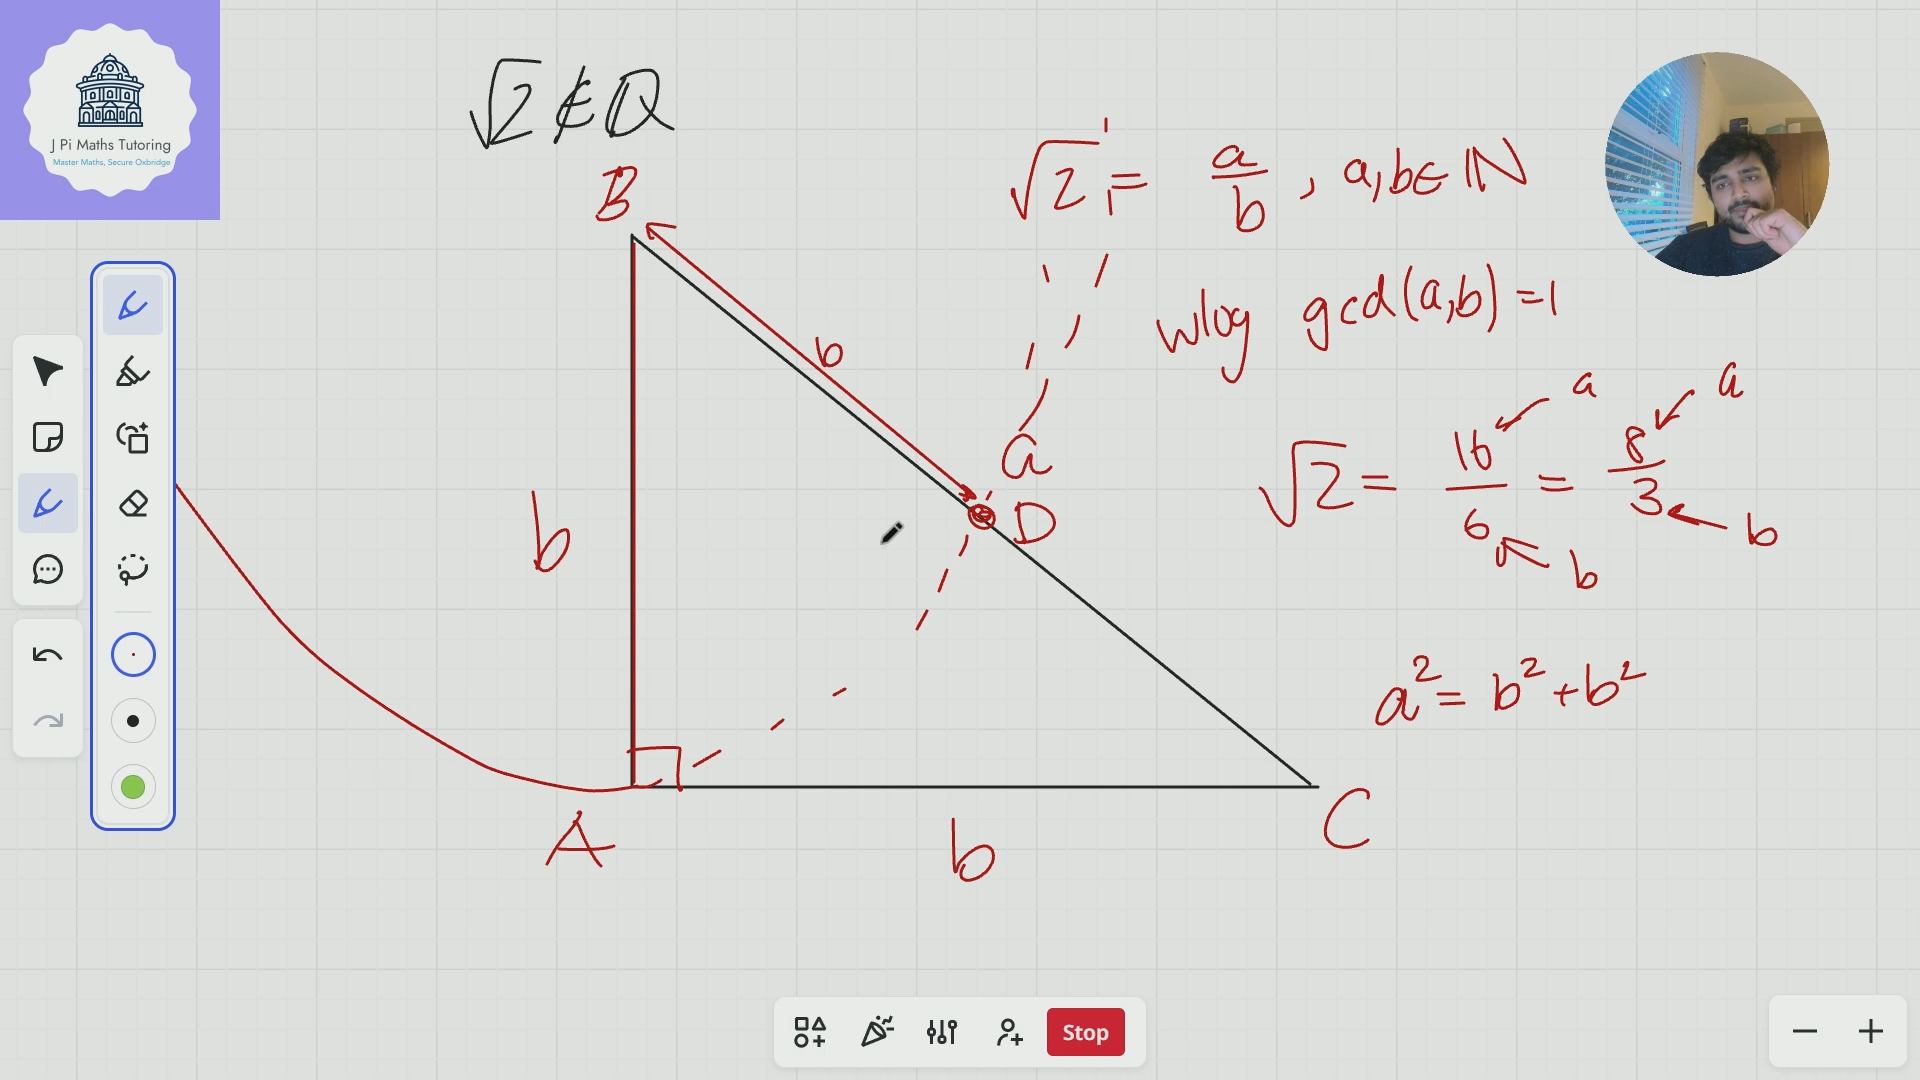 J Pi Maths Tutoring
Master Maths, Secure Oxbridge
√2 ∉ ℚ
√2 = a/b , a,b ∈ ℕ
wlog gcd(a,b) = 1
√2 = 16/6 = 8/3
a
a
b
b
a² = b² + b²
B
b
a
D
b
A
b
C
Stop